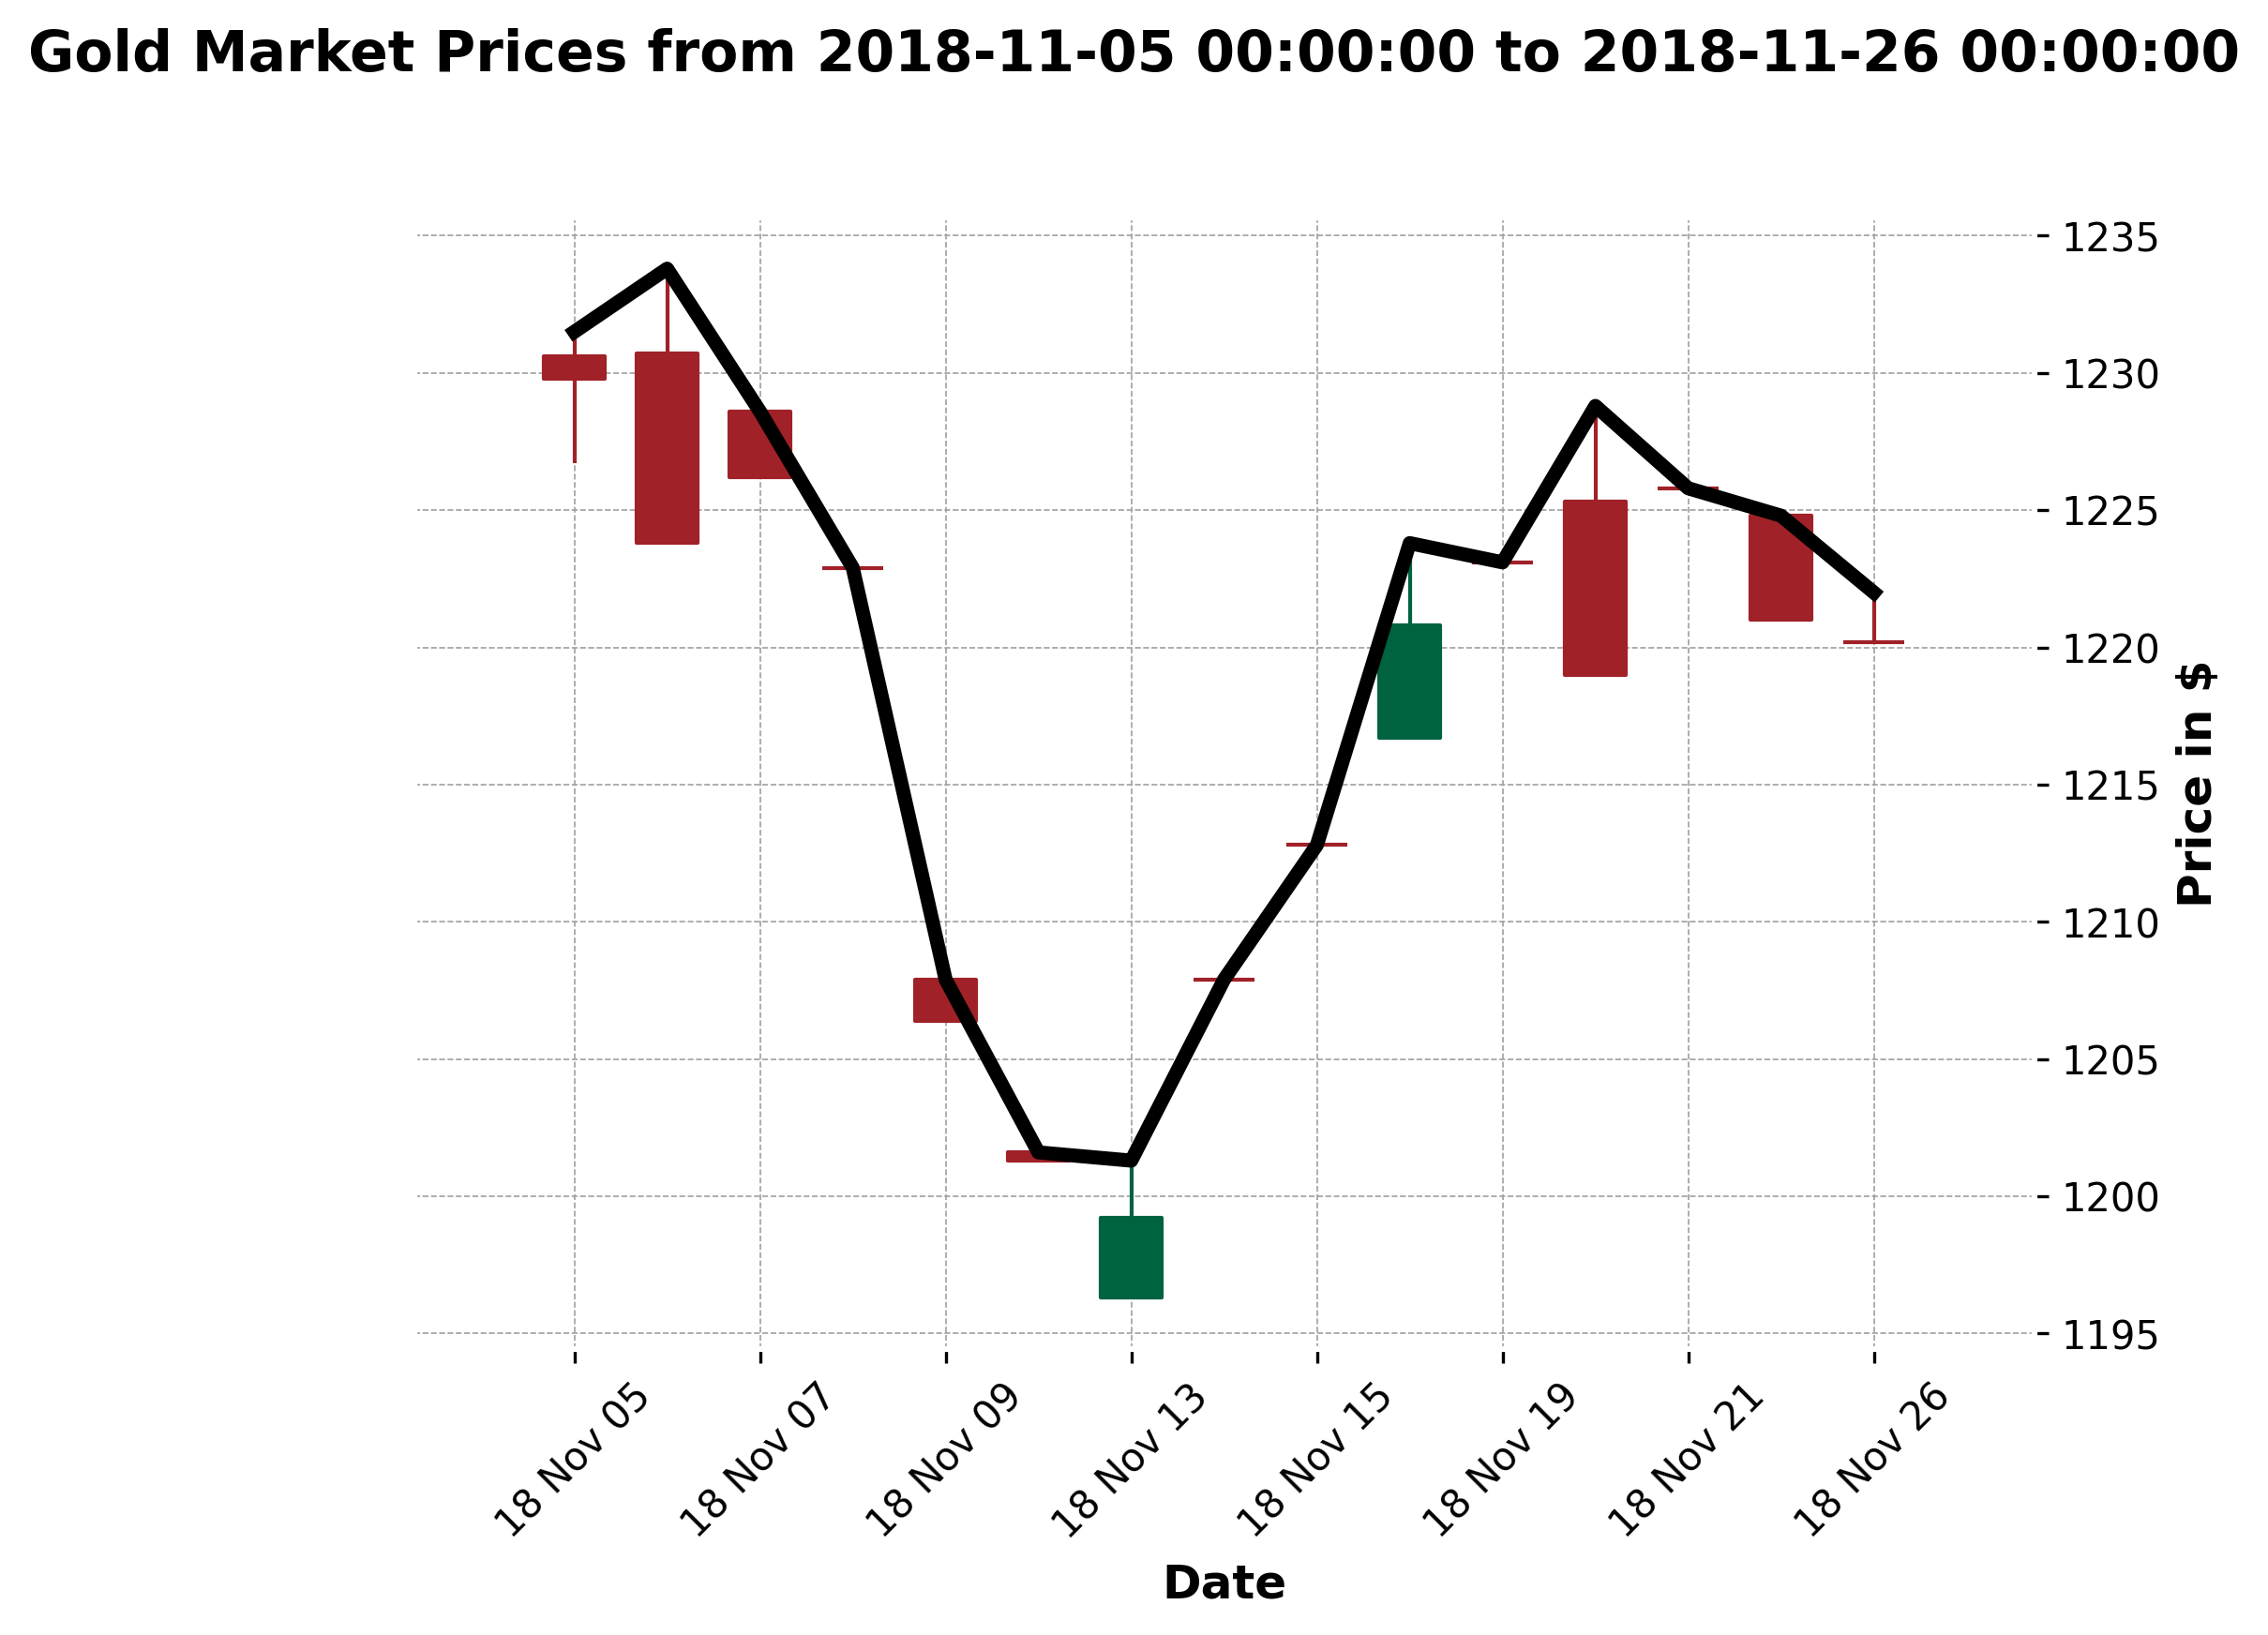 Gold Market Prices from 2018-11-05 00:00:00 to 2018-11-26 00:00:00
1235
1230
1225
1220
1215
1210
1205
1200
1195
Price in $
18 Nov 05
18 Nov 07
18 Nov 09
18 Nov 13
18 Nov 15
18 Nov 19
18 Nov 21
18 Nov 26
Date